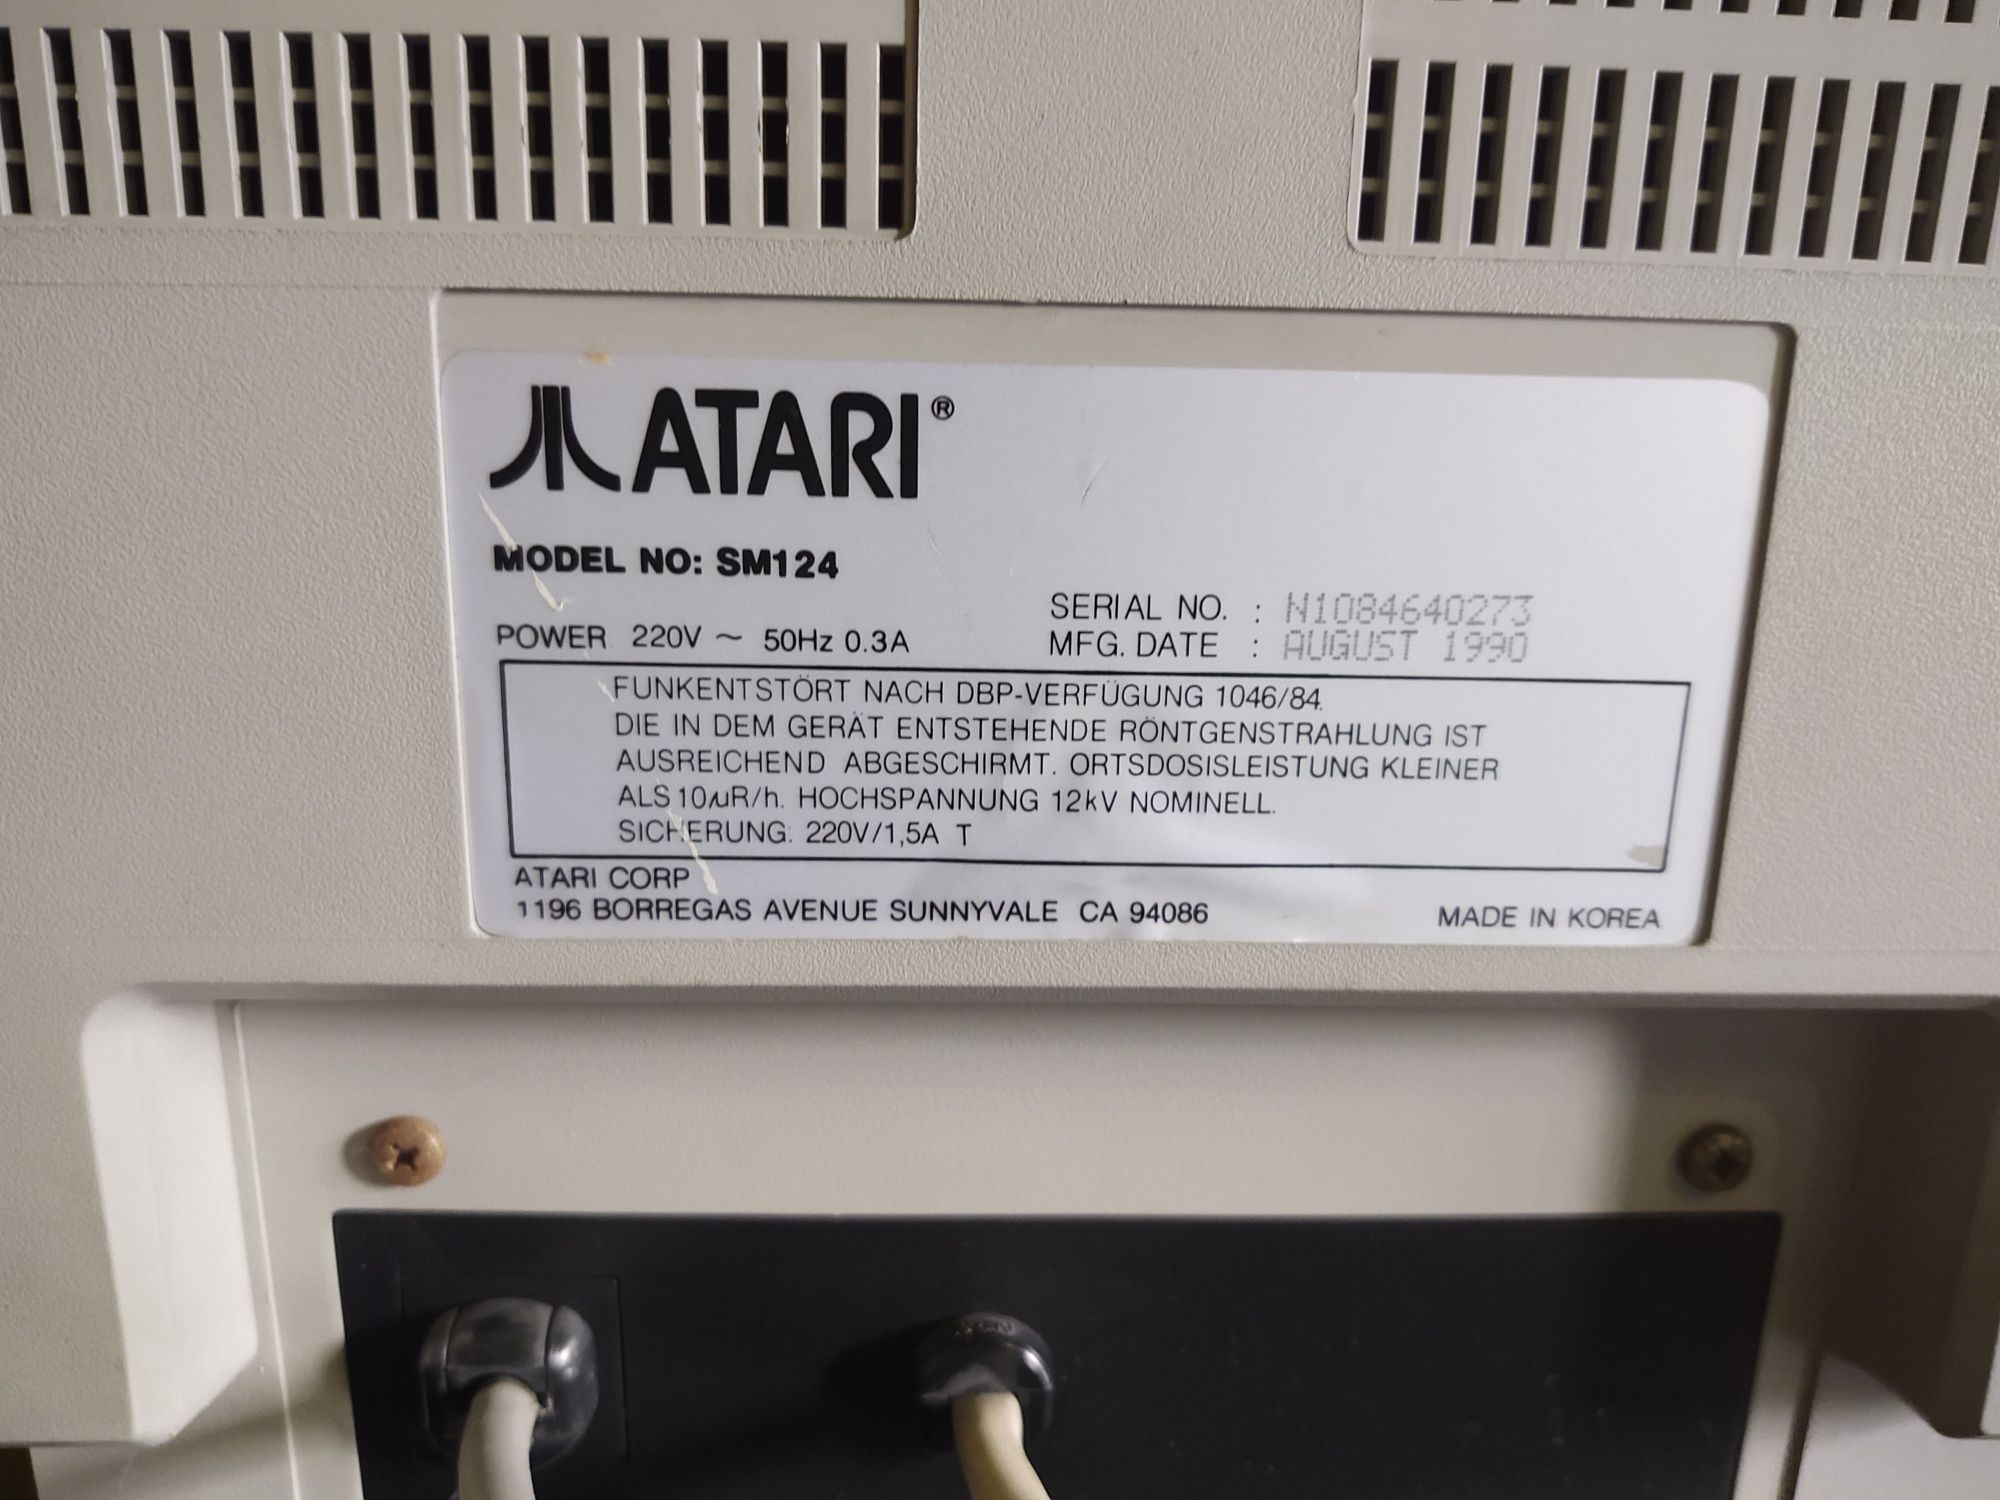 ATARI®
MODEL NO: SM124
POWER 220V ~ 50Hz 0.3A
SERIAL NO. : N1084640273
MFG. DATE : AUGUST 1990
FUNKENTSTÖRT NACH DBP-VERFÜGUNG 1046/84.
DIE IN DEM GERÄT ENTSTEHENDE RÖNTGENSTRAHLUNG IST
AUSREICHEND ABGESCHIRMT. ORTSDOSISLEISTUNG KLEINER
ALS 10µR/h. HOCHSPANNUNG 12kV NOMINELL.
SICHERUNG: 220V/1,5A T
ATARI CORP
1196 BORREGAS AVENUE SUNNYVALE CA 94086
MADE IN KOREA